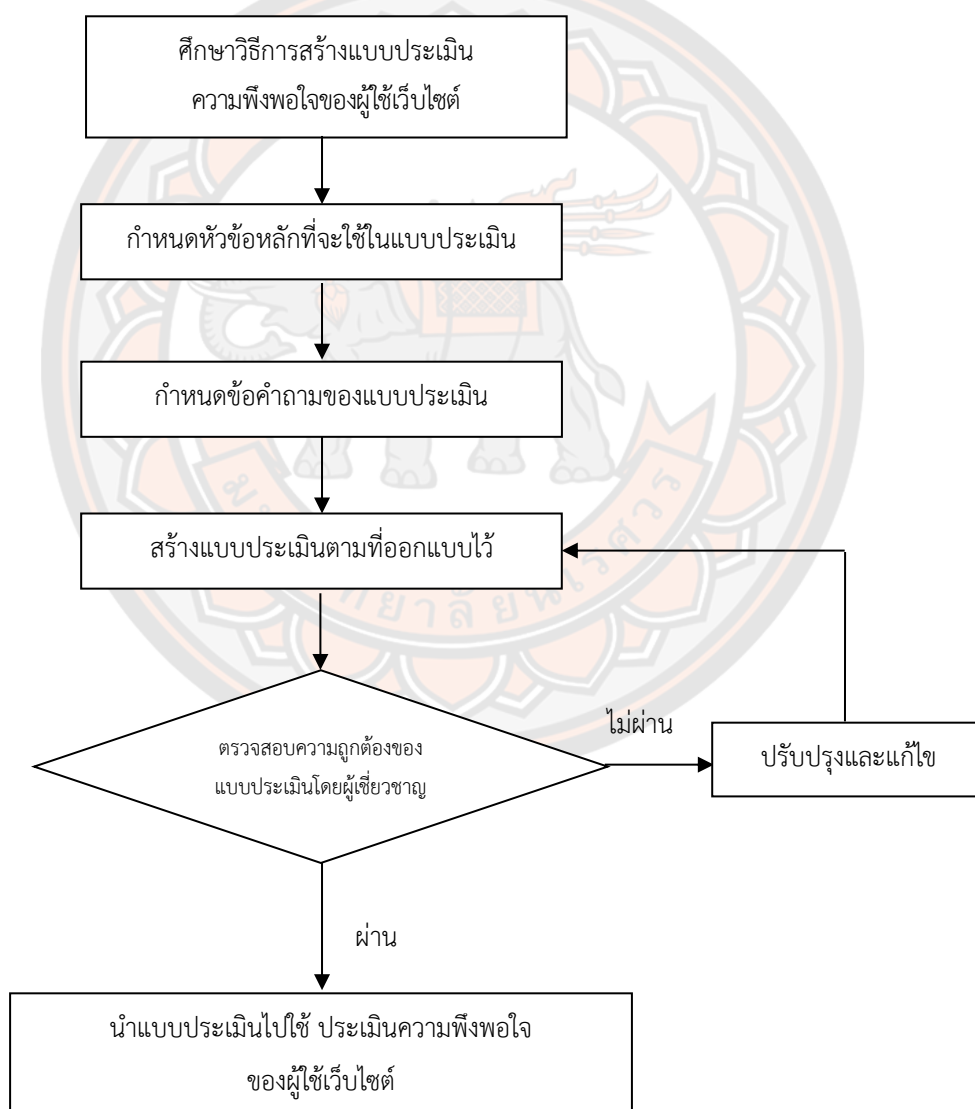 ศึกษาวิธีการสร้างแบบประเมิน
ความพึงพอใจของผู้ใช้เว็บไซต์
กำหนดหัวข้อหลักที่จะใช้ในแบบประเมิน
กำหนดข้อคำถามของแบบประเมิน
สร้างแบบประเมินตามที่ออกแบบไว้
ตรวจสอบความถูกต้องของ
แบบประเมินโดยผู้เชี่ยวชาญ
ไม่ผ่าน
ปรับปรุงและแก้ไข
ผ่าน
นำแบบประเมินไปใช้ ประเมินความพึงพอใจ
ของผู้ใช้เว็บไซต์